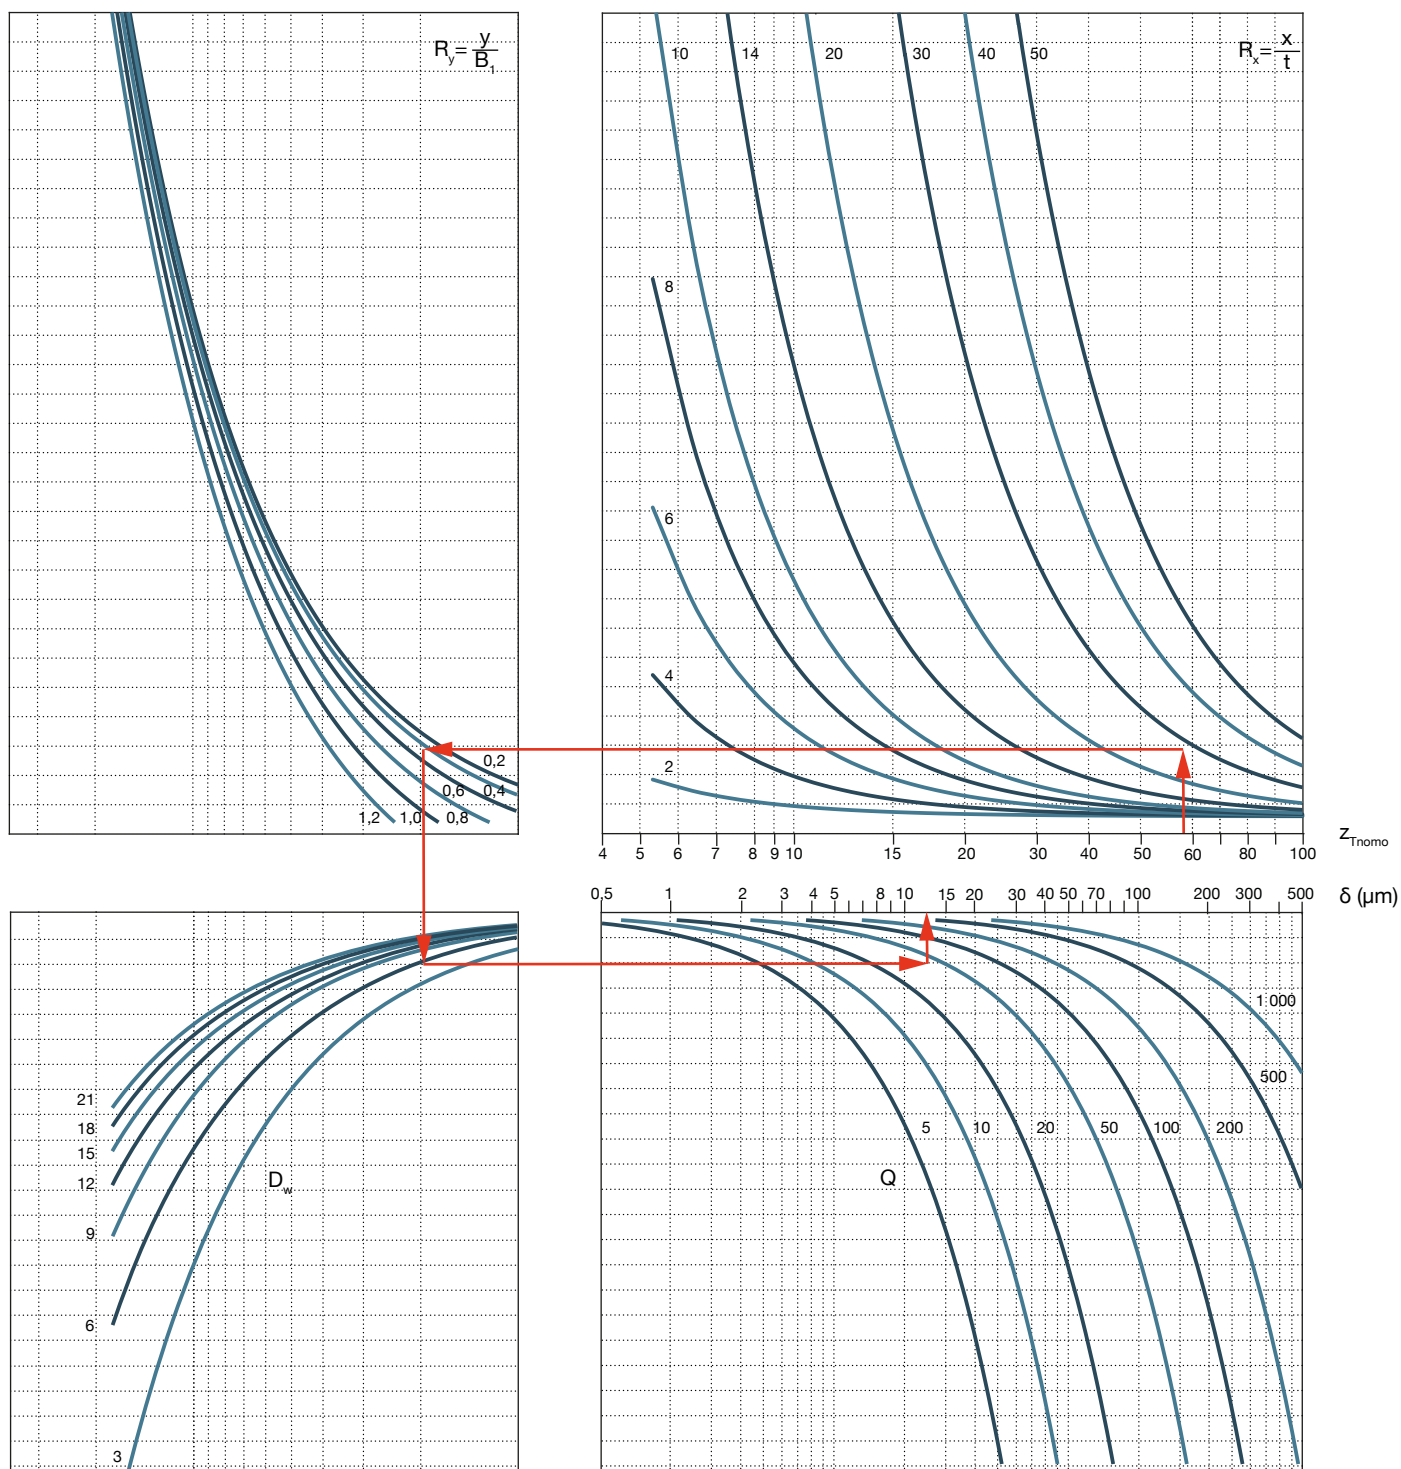 R_y = y/B_1
1,2 1,0 0,8 0,6 0,4 0,2
R_x = x/t
10 14 20 30 40 50
8
6
4
2
4 5 6 7 8 9 10 15 20 30 40 50 60 80 100
z_Tnomo
0,5 1 2 3 4 5 8 10 15 20 30 40 50 70 100 200 300 500
δ (μm)
21
18
15
12
9
6
3
D_w
1 000
500
5 10 20 50 100 200
Q